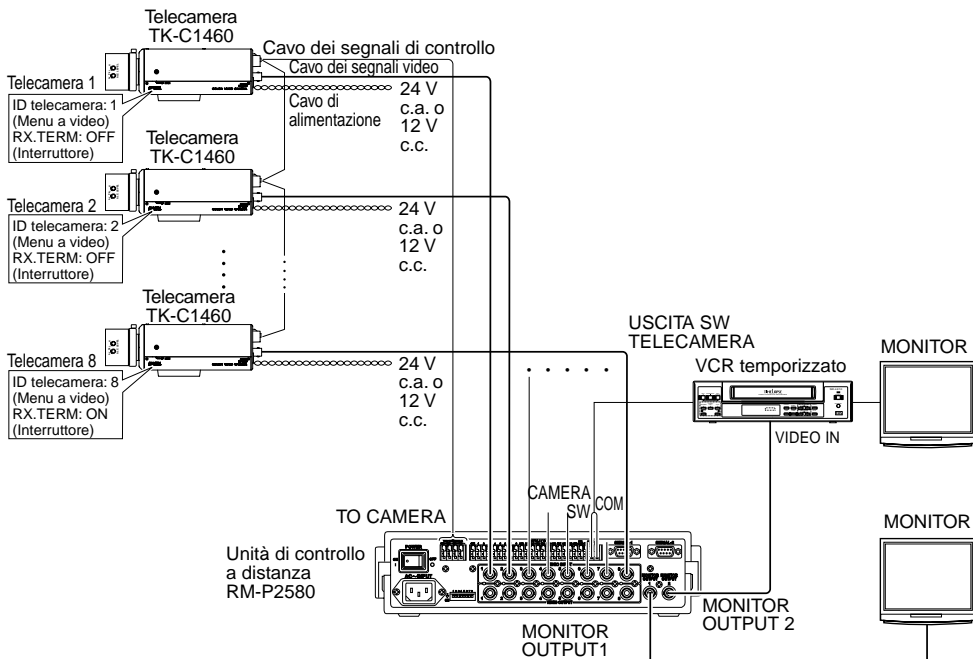 Telecamera
TK-C1460
Cavo dei segnali di controllo
Cavo dei segnali video
Telecamera 1
ID telecamera: 1
(Menu a video)
RX.TERM: OFF
(Interruttore)
Cavo di
alimentazione
24 V
c.a. o
12 V
c.c.
Telecamera
TK-C1460
Telecamera 2
ID telecamera: 2
(Menu a video)
RX.TERM: OFF
(Interruttore)
24 V
c.a. o
12 V
c.c.
Telecamera
TK-C1460
Telecamera 8
ID telecamera: 8
(Menu a video)
RX.TERM: ON
(Interruttore)
24 V
c.a. o
12 V
c.c.
USCITA SW
TELECAMERA
VCR temporizzato
MONITOR
VIDEO IN
CAMERA
SW
COM
TO CAMERA
MONITOR
Unità di controllo
a distanza
RM-P2580
POWER
AC~INPUT
MONITOR
OUTPUT1
MONITOR
OUTPUT 2